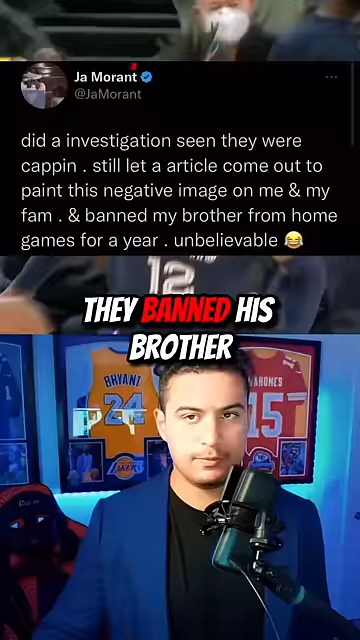 Ja Morant
@JaMorant
did a investigation seen they were
cappin . still let a article come out to
paint this negative image on me & my
fam . & banned my brother from home
games for a year . unbelievable 😂
12
THEY BANNED HIS
BROTHER
BRYANT
24
LAKERS
MAHOMES
15